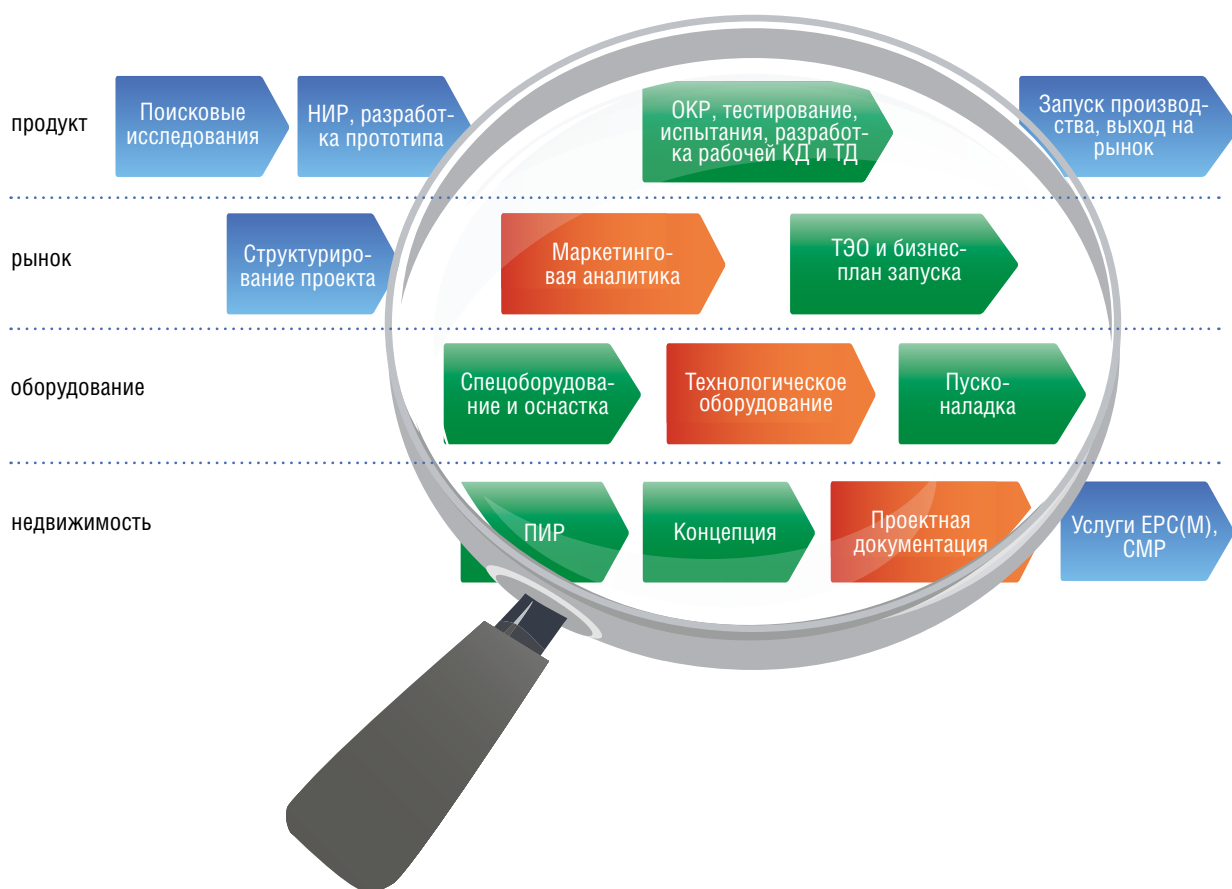 продукт
Поисковые
исследования
НИР, разработ-
ка прототипа
ОКР, тестирование,
испытания, разработ-
ка рабочей КД и ТД
Запуск производ-
ства, выход на
рынок
рынок
Структуриро-
вание проекта
Маркетинго-
вая аналитика
ТЭО и бизнес-
план запуска
оборудование
Спецоборудова-
ние и оснастка
Технологическое
оборудование
Пуско-
наладка
недвижимость
ПИР
Концепция
Проектная
документация
Услуги EPC(M),
СМР